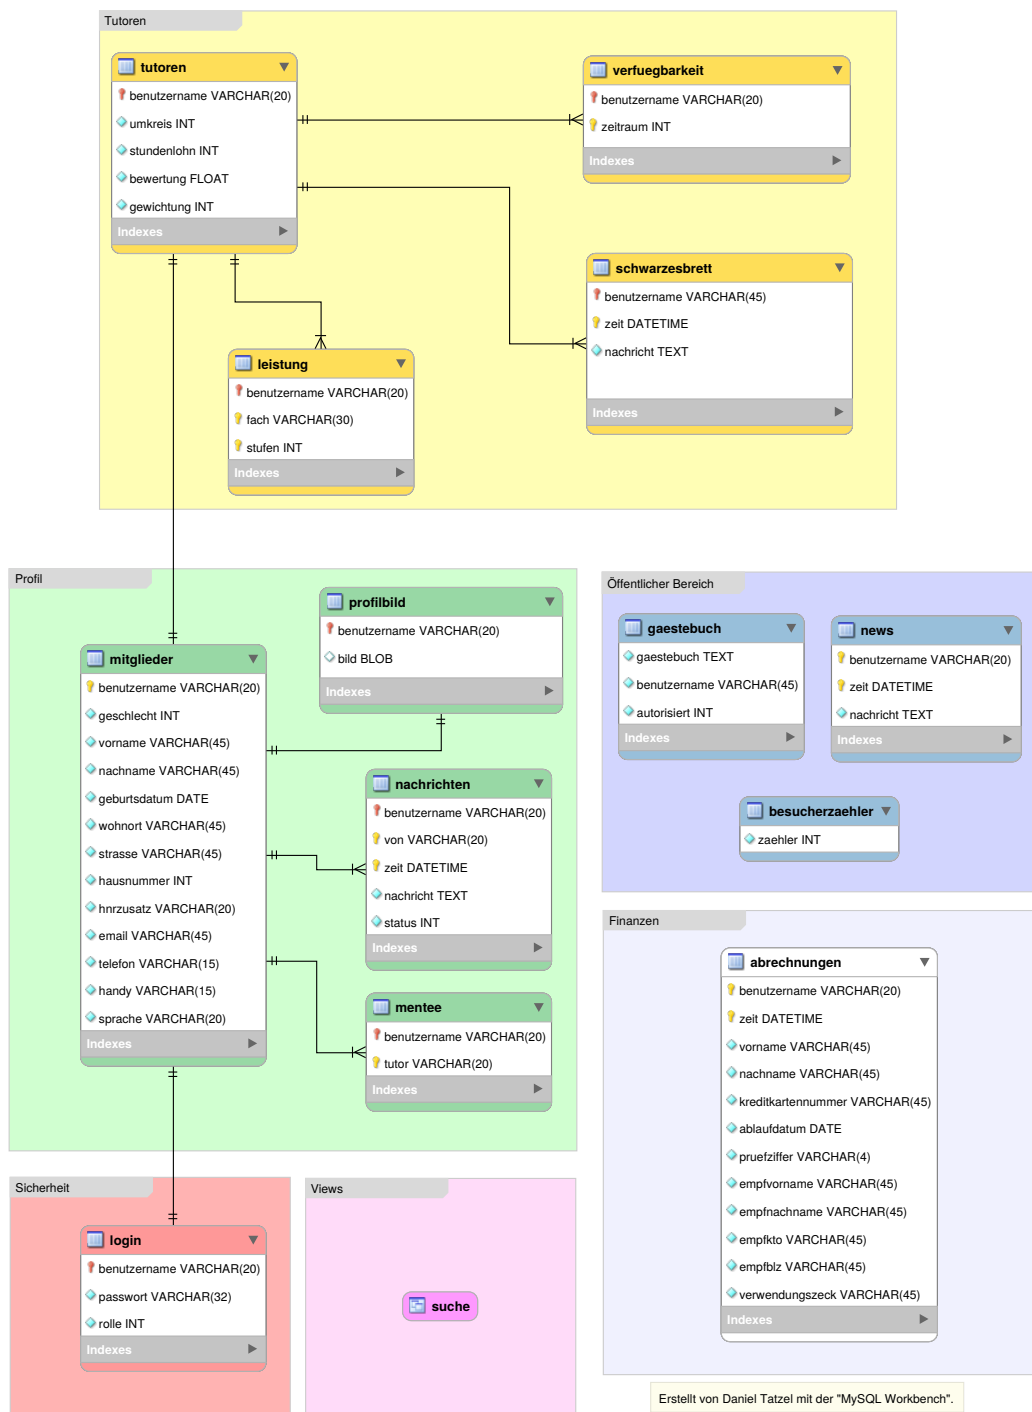 Tutoren
tutoren
benutzername VARCHAR(20)
umkreis INT
stundenlohn INT
bewertung FLOAT
gewichtung INT
Indexes
verfuegbarkeit
benutzername VARCHAR(20)
zeitraum INT
Indexes
schwarzesbrett
benutzername VARCHAR(45)
zeit DATETIME
nachricht TEXT
Indexes
leistung
benutzername VARCHAR(20)
fach VARCHAR(30)
stufen INT
Indexes
Profil
profilbild
benutzername VARCHAR(20)
bild BLOB
Indexes
mitglieder
benutzername VARCHAR(20)
geschlecht INT
vorname VARCHAR(45)
nachname VARCHAR(45)
geburtsdatum DATE
wohnort VARCHAR(45)
strasse VARCHAR(45)
hausnummer INT
hnrzusatz VARCHAR(20)
email VARCHAR(45)
telefon VARCHAR(15)
handy VARCHAR(15)
sprache VARCHAR(20)
Indexes
nachrichten
benutzername VARCHAR(20)
von VARCHAR(20)
zeit DATETIME
nachricht TEXT
status INT
Indexes
mentee
benutzername VARCHAR(20)
tutor VARCHAR(20)
Indexes
Öffentlicher Bereich
gaestebuch
gaestebuch TEXT
benutzername VARCHAR(45)
autorisiert INT
Indexes
news
benutzername VARCHAR(20)
zeit DATETIME
nachricht TEXT
Indexes
besucherzaehler
zaehler INT
Finanzen
abrechnungen
benutzername VARCHAR(20)
zeit DATETIME
vorname VARCHAR(45)
nachname VARCHAR(45)
kreditkartennummer VARCHAR(45)
ablaufdatum DATE
pruefziffer VARCHAR(4)
empfvorname VARCHAR(45)
empfnachname VARCHAR(45)
empfkto VARCHAR(45)
empfblz VARCHAR(45)
verwendungszeck VARCHAR(45)
Indexes
Sicherheit
login
benutzername VARCHAR(20)
passwort VARCHAR(32)
rolle INT
Indexes
Views
suche
Erstellt von Daniel Tatzel mit der "MySQL Workbench".